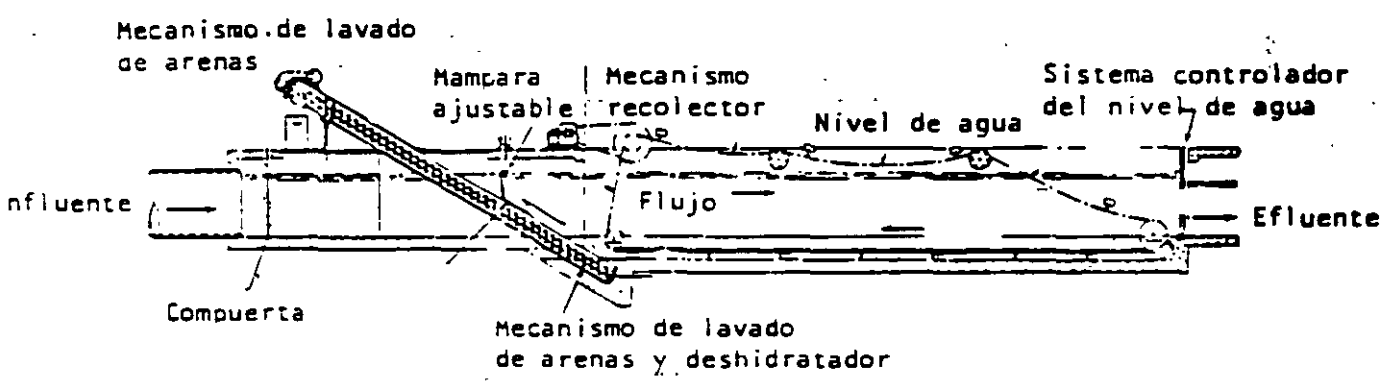 Mecanismo de lavado
de arenas
Mampara
ajustable
Mecanismo
recolector
Nivel de agua
Sistema controlador
del nivel de agua
nfluente
Flujo
Efluente
Compuerta
Mecanismo de lavado
de arenas y deshidratador